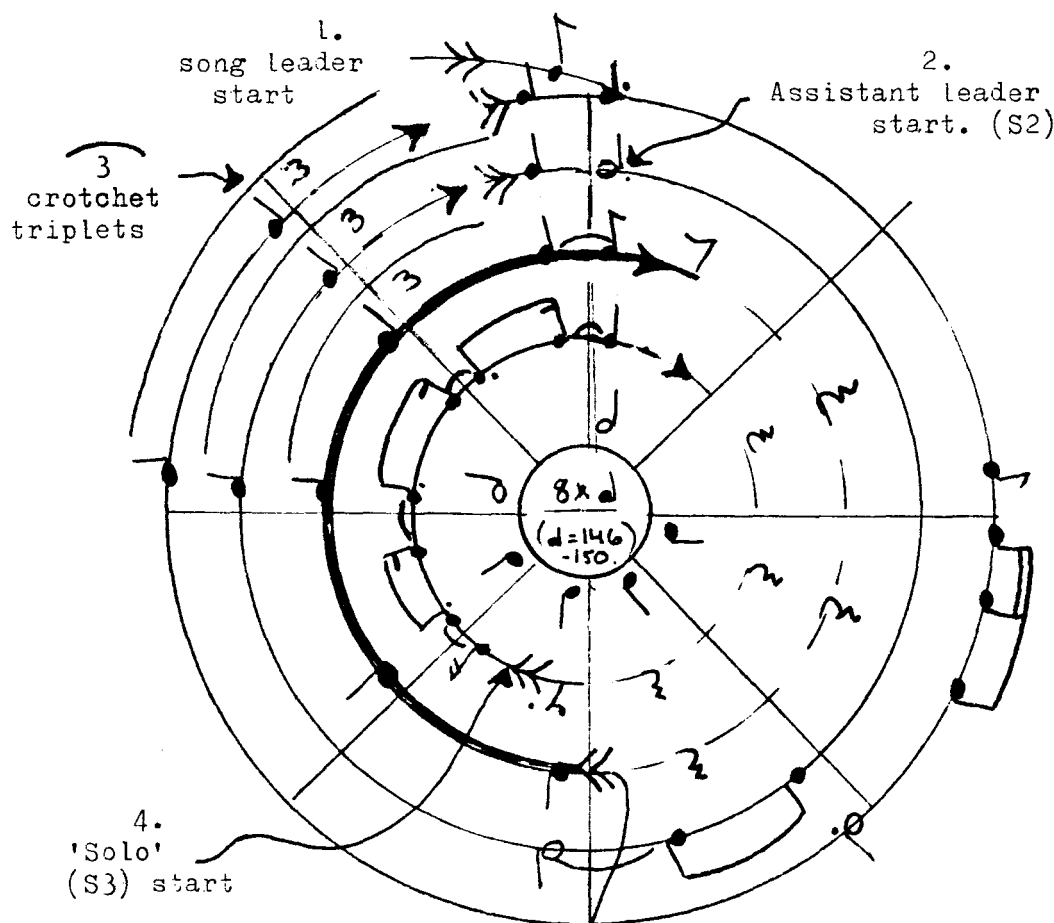 1.
song leader
start
2.
Assistant leader
start. (S2)
3
crotchet
triplets
3
3
3
8 x
( = 146)
-150.
4.
'Solo'
(S3) start